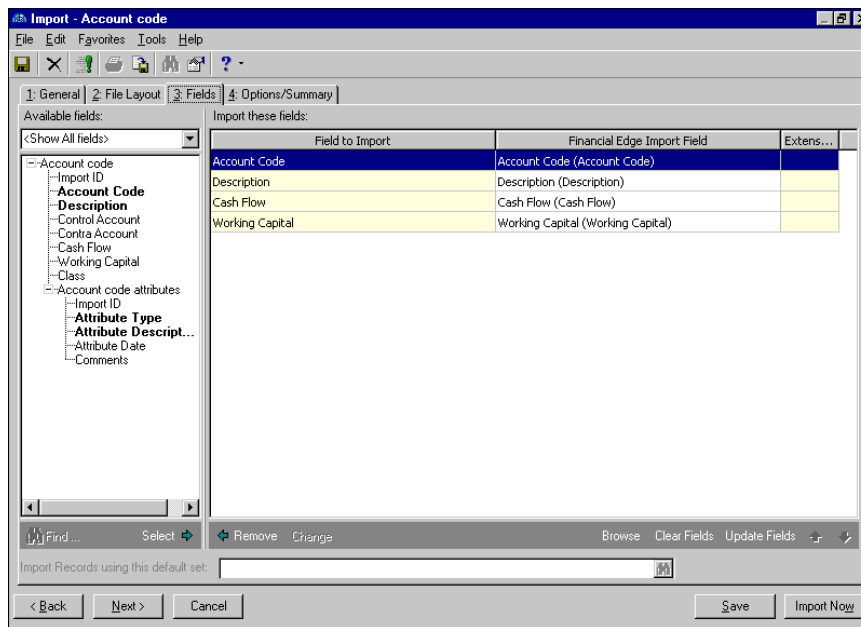 Import - Account code
File Edit Favorites Tools Help
1: General 2: File Layout 3: Fields 4: Options/Summary
Available fields: Import these fields:
<Show All fields> Field to Import Financial Edge Import Field Extens...
Account code
Import ID
Account Code
Description
Control Account
Contra Account
Cash Flow
Working Capital
Class
Account code attributes
Import ID
Attribute Type
Attribute Descript...
Attribute Date
Comments
Account Code Account Code (Account Code)
Description Description (Description)
Cash Flow Cash Flow (Cash Flow)
Working Capital Working Capital (Working Capital)
Find ... Select Remove Change Browse Clear Fields Update Fields
Import Records using this default set:
< Back Next > Cancel Save Import Now